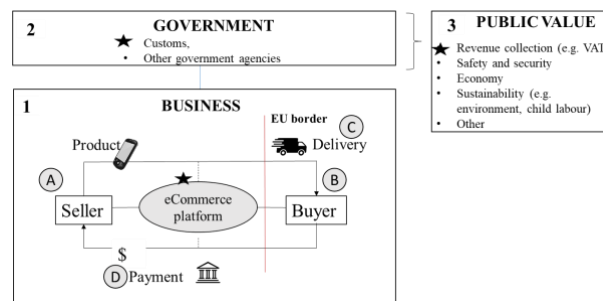 2 GOVERNMENT
Customs,
• Other government agencies
3 PUBLIC VALUE
Revenue collection (e.g. VAT
• Safety and security
• Economy
• Sustainability (e.g.
environment, child labour)
• Other
1 BUSINESS
EU border
C
Product
Delivery
A
B
Seller
eCommerce
platform
Buyer
$
D Payment